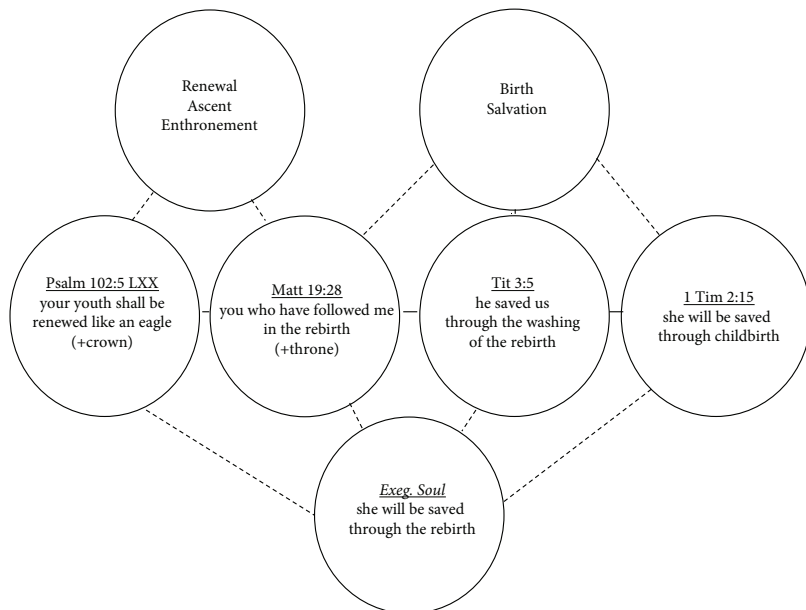 Renewal
Ascent
Enthronement
Birth
Salvation
Psalm 102:5 LXX
your youth shall be
renewed like an eagle
(+crown)
Matt 19:28
you who have followed me
in the rebirth
(+throne)
Tit 3:5
he saved us
through the washing
of the rebirth
1 Tim 2:15
she will be saved
through childbirth
Exeg. Soul
she will be saved
through the rebirth